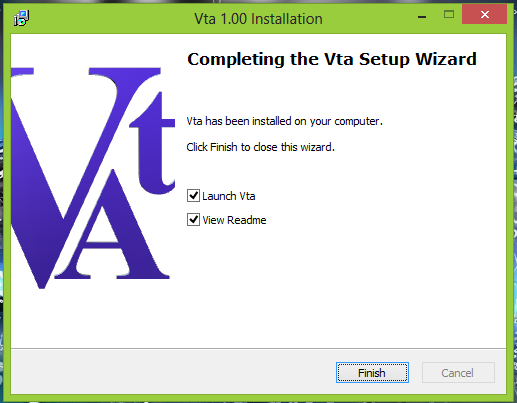 Vta 1.00 Installation
Completing the Vta Setup Wizard
Vta has been installed on your computer.
Click Finish to close this wizard.
VtA
Launch Vta
View Readme
Finish
Cancel